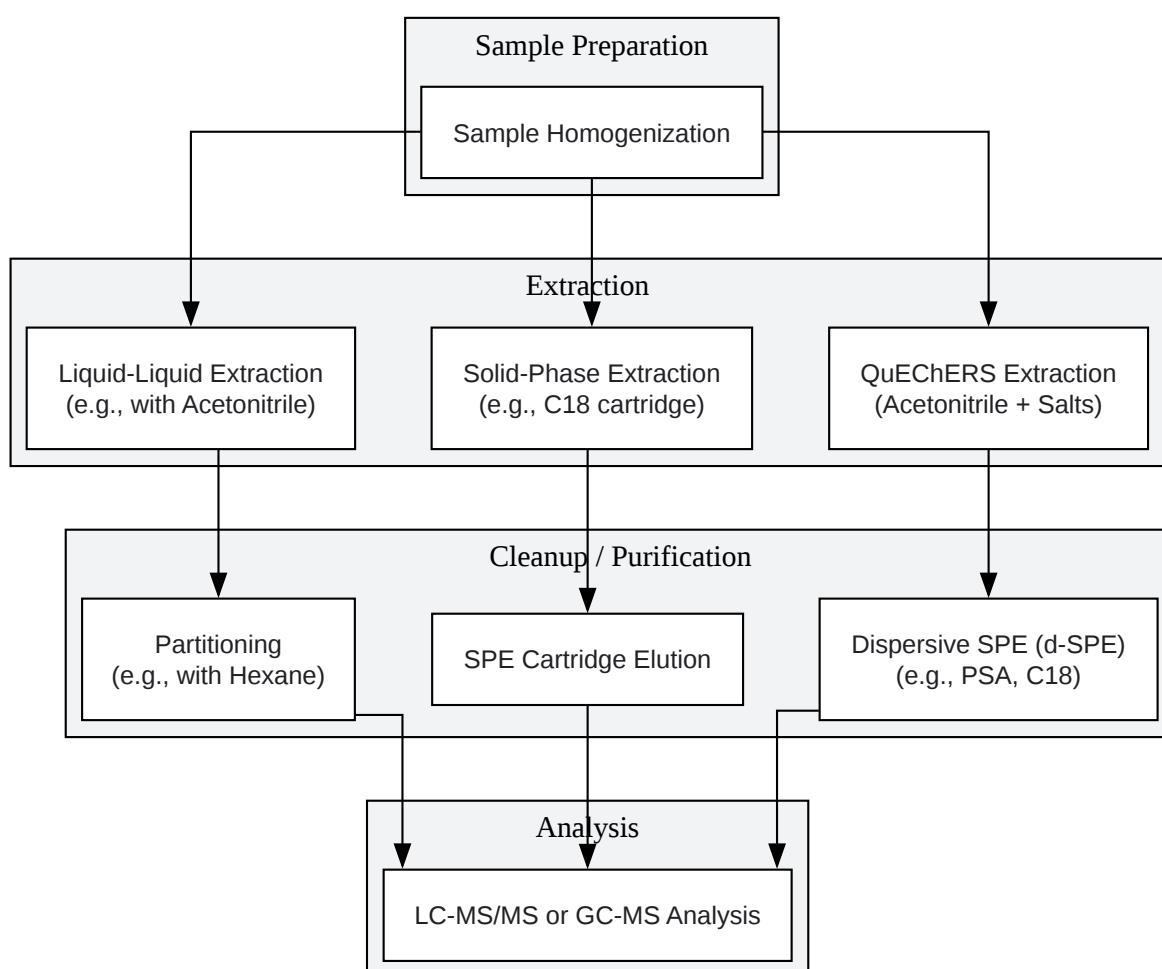 Sample Preparation
Sample Homogenization
Extraction
Liquid-Liquid Extraction
(e.g., with Acetonitrile)
Solid-Phase Extraction
(e.g., C18 cartridge)
QuEChERS Extraction
(Acetonitrile + Salts)
Cleanup / Purification
Partitioning
(e.g., with Hexane)
SPE Cartridge Elution
Dispersive SPE (d-SPE)
(e.g., PSA, C18)
Analysis
LC-MS/MS or GC-MS Analysis